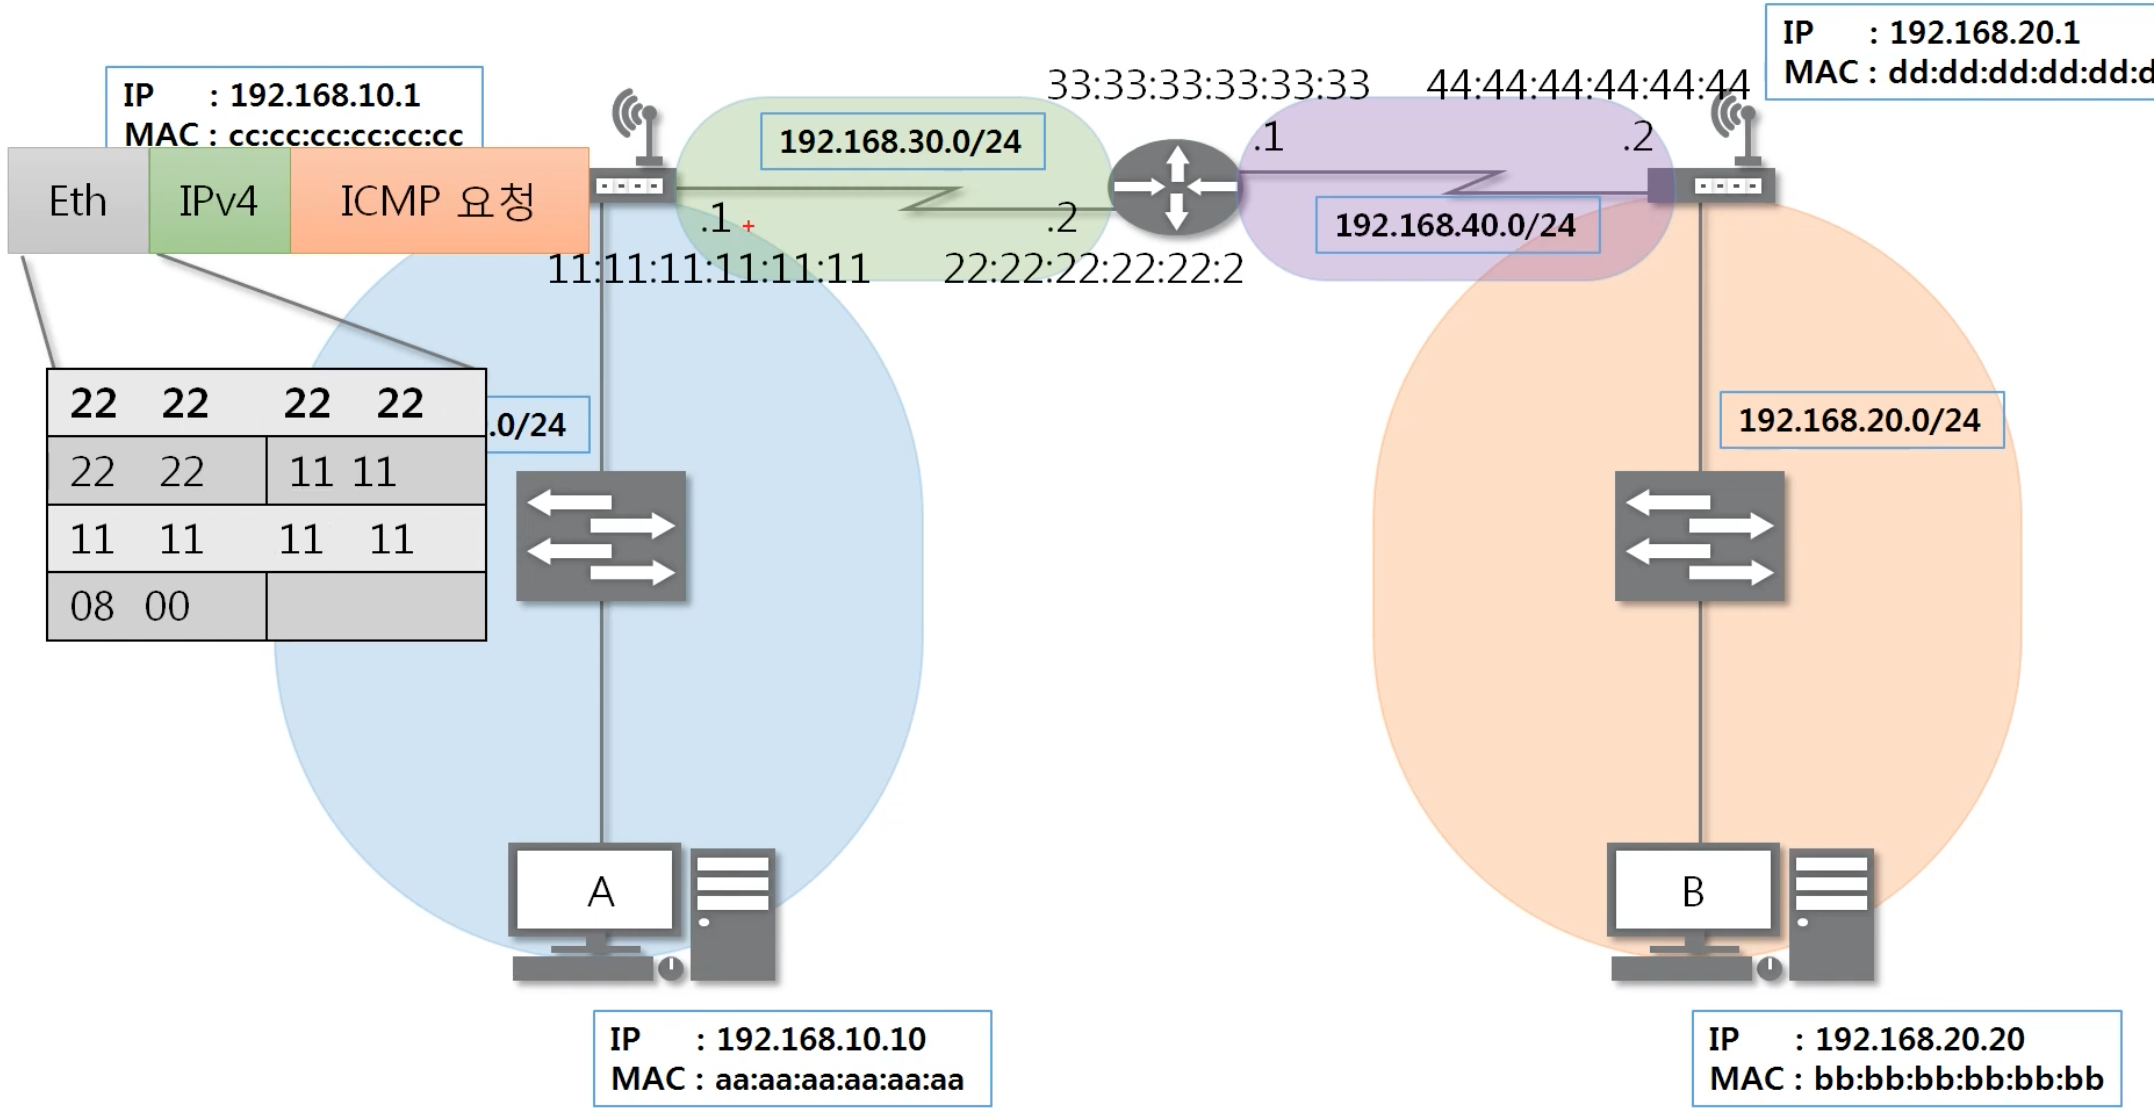 IP : 192.168.20.1
MAC : dd:dd:dd:dd:dd:d
33:33:33:33:33:33
44:44:44:44:44:44
IP : 192.168.10.1
MAC : cc:cc:cc:cc:cc:cc
192.168.30.0/24
.1
.2
Eth
IPv4
ICMP 요청
.1
.2
192.168.40.0/24
11:11:11:11:11:11
22:22:22:22:22:2
22 22 22 22
22 22 11 11
11 11 11 11
08 00
.0/24
192.168.20.0/24
A
B
IP : 192.168.10.10
MAC : aa:aa:aa:aa:aa:aa
IP : 192.168.20.20
MAC : bb:bb:bb:bb:bb:bb